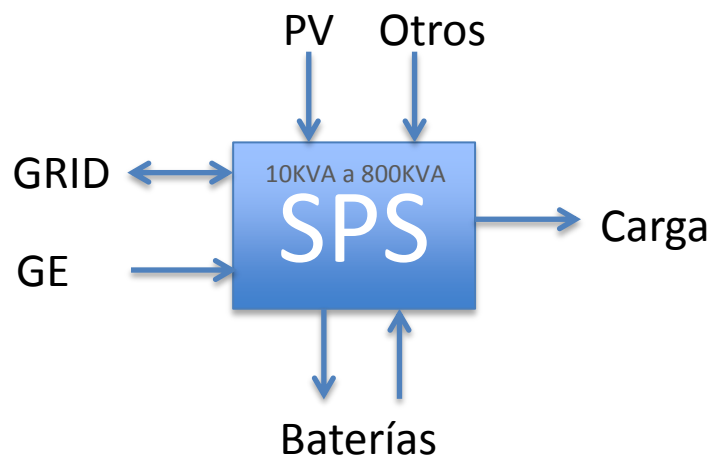 PV
Otros
GRID
10KVA a 800KVA
SPS
Carga
GE
Baterías